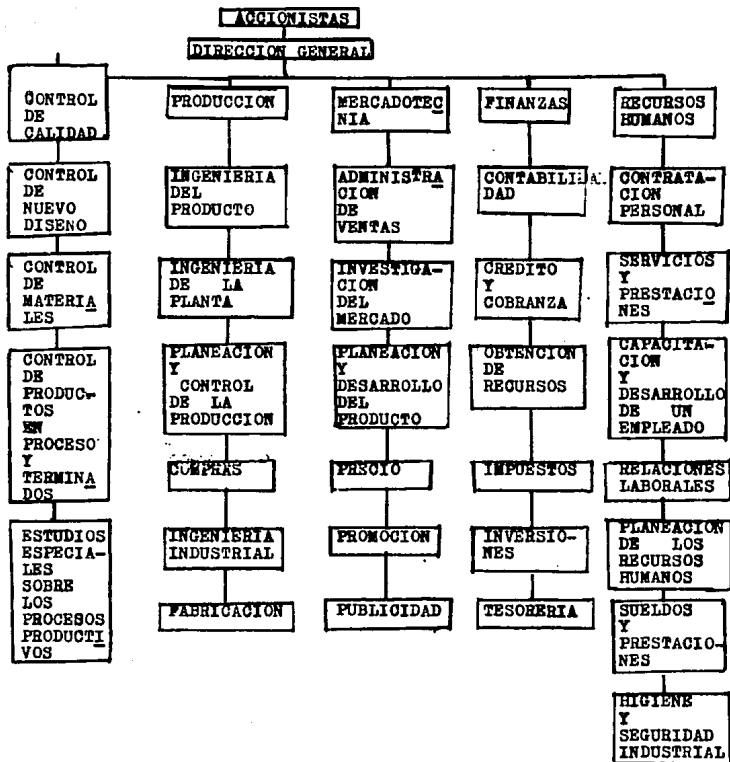 ACCIONISTAS
DIRECCION GENERAL
CONTROL
DE
CALIDAD
CONTROL
DE
NUEVO
DISENO
CONTROL
DE
MATERIA
LES
CONTROL
DE
PRODUC-
TOS
EN
PROCESO
Y
TERMINA
DOS
ESTUDIOS
ESPECIA-
LES
SOBRE
LOS
PROCESOS
PRODUCTI
VOS
PRODUCCION
INGENIERIA
DEL
PRODUCTO
INGENIERIA
DE LA
PLANTA
PLANEACION
Y
CONTROL
DE LA
PRODUCCION
COMPRAS
INGENIERIA
INDUSTRIAL
FABRICACION
MERCADOTEC
NIA
ADMINISTRA
CION
DE
VENTAS
INVESTIGA-
CION
DEL
MERCADO
PLANEACION
Y
DESARROLLO
DEL
PRODUCTO
PRECIO
PROMOCION
PUBLICIDAD
FINANZAS
CONTABILI
DAD
CREDITO
Y
COBRANZA
OBTENCION
DE
RECURSOS
IMPUESTOS
INVERSIO-
NES
TESORERIA
RECURSOS
HUMANOS
CONTRATA-
CION
PERSONAL
SERVICIOS
Y
PRESTACIO
NES
CAPACITA-
CION
Y
DESARROLLO
DE UN
EMPLEADO
RELACIONES
LABORALES
PLANEACION
DE LOS
RECURSOS
HUMANOS
SUELDOS
Y
PRESTACIO-
NES
HIGIENE
Y
SEGURIDAD
INDUSTRIAL